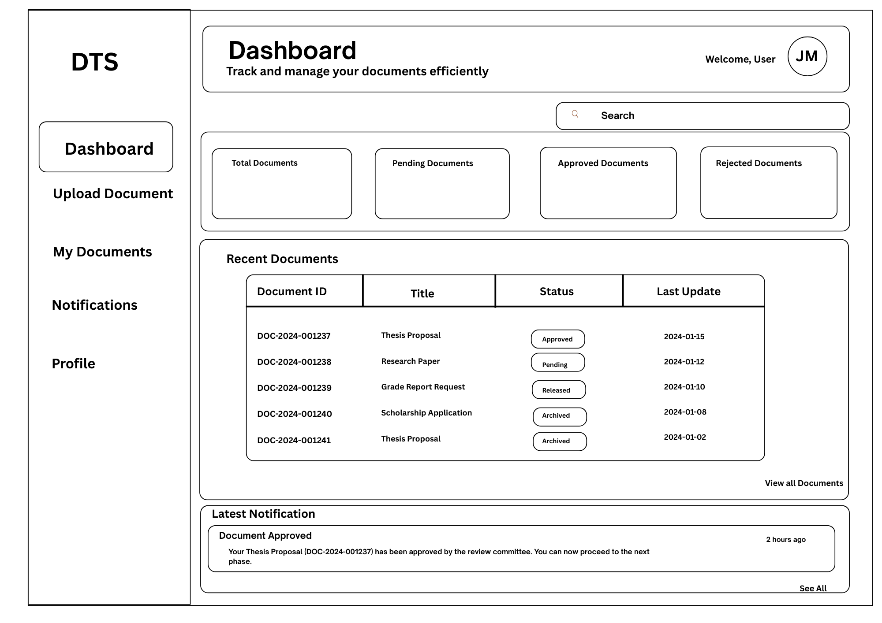 DTS
Dashboard
Upload Document
My Documents
Notifications
Profile
Dashboard
Track and manage your documents efficiently
Welcome, User
JM
Search
Total Documents
Pending Documents
Approved Documents
Rejected Documents
Recent Documents
Document ID Title Status Last Update
DOC-2024-001237 Thesis Proposal Approved 2024-01-15
DOC-2024-001238 Research Paper Pending 2024-01-12
DOC-2024-001239 Grade Report Request Released 2024-01-10
DOC-2024-001240 Scholarship Application Archived 2024-01-08
DOC-2024-001241 Thesis Proposal Archived 2024-01-02
View all Documents
Latest Notification
Document Approved
2 hours ago
Your Thesis Proposal (DOC-2024-001237) has been approved by the review committee. You can now proceed to the next
phase.
See All